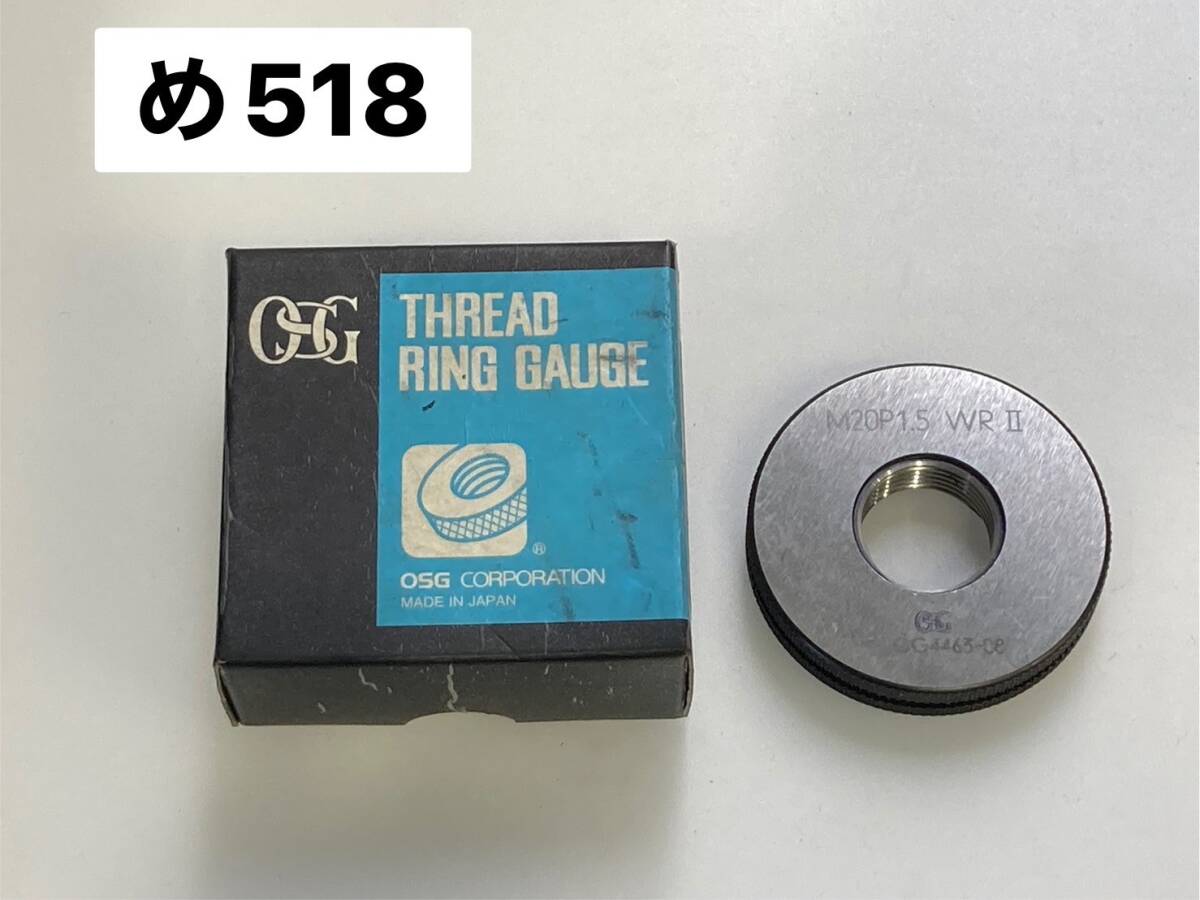 め518
OSG
THREAD
RING GAUGE
®
OSG CORPORATION
MADE IN JAPAN
M20P1.5 WR II
OSG